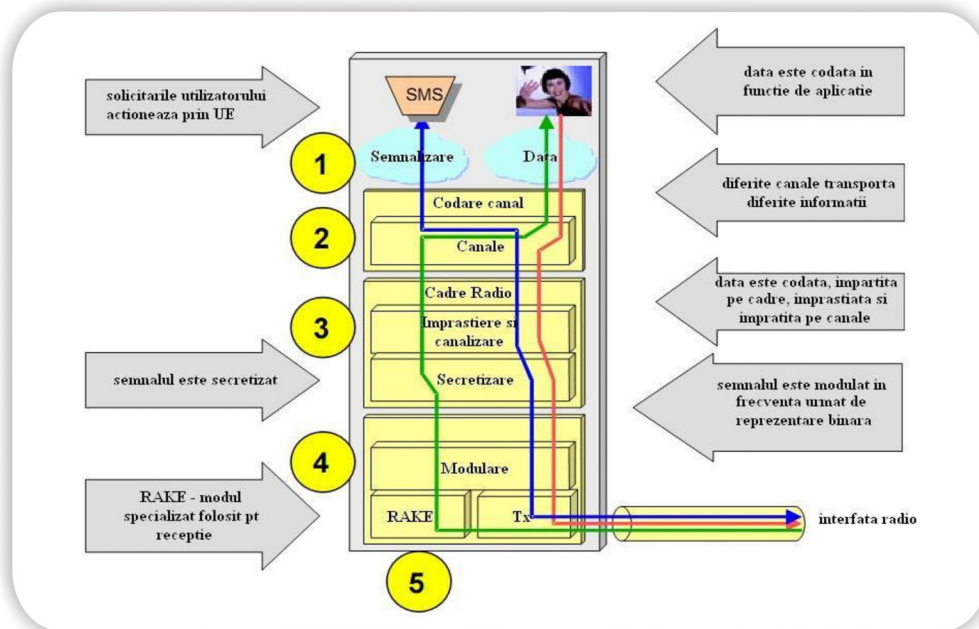 solicitarile utilizatorului
actioneaza prin UE
SMS
data este codata in
functie de aplicatie
1
Semnalizare
Data
diferite canale transporta
diferite informatii
2
Codare canal
Canale
data este codata, impartita
pe cadre, imprastiata si
impratita pe canale
3
Cadre Radio
Imprastiere si
canalizare
Secretizare
semnalul este secretizat
semnalul este modulat in
frecventa urmat de
reprezentare binara
4
Modulare
RAKE
Tx
RAKE - modul
specializat folosit pt
receptie
interfata radio
5